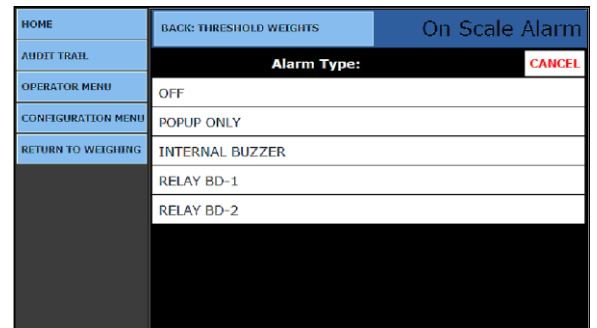 HOME
AUDIT TRAIL
OPERATOR MENU
CONFIGURATION MENU
RETURN TO WEIGHING
BACK: THRESHOLD WEIGHTS
On Scale Alarm
Alarm Type:
CANCEL
OFF
POPUP ONLY
INTERNAL BUZZER
RELAY BD-1
RELAY BD-2